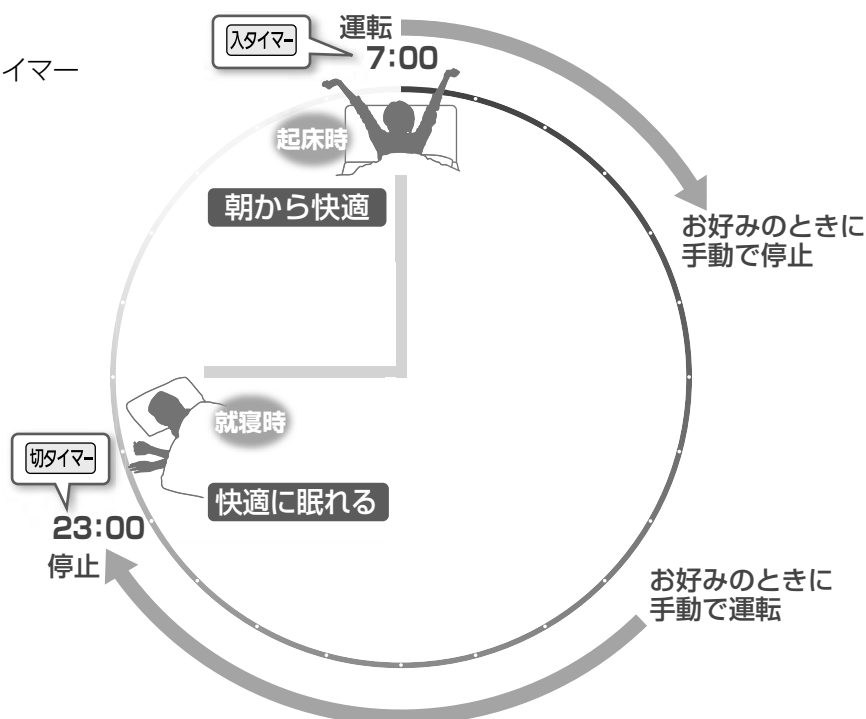 入タイマー
運転
7:00
イマー
起床時
朝から快適
お好みのときに
手動で停止
就寝時
切タイマー
快適に眠れる
23:00
停止
お好みのときに
手動で運転